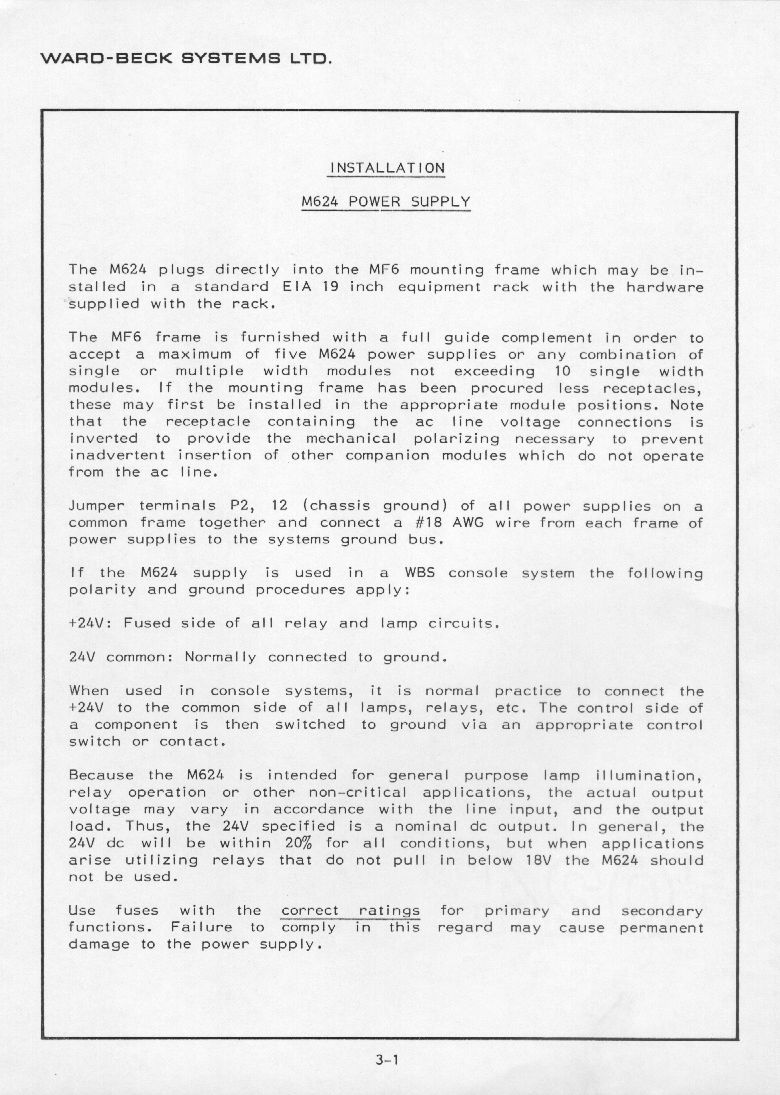 WARD-BECK SYSTEMS LTD.
INSTALLATION
M624 POWER SUPPLY
The M624 plugs directly into the MF6 mounting frame which may be in-
stalled in a standard EIA 19 inch equipment rack with the hardware
supplied with the rack.
The MF6 frame is furnished with a full guide complement in order to
accept a maximum of five M624 power supplies or any combination of
single or multiple width modules not exceeding 10 single width
modules. If the mounting frame has been procured less receptacles,
these may first be installed in the appropriate module positions. Note
that the receptacle containing the ac line voltage connections is
inverted to provide the mechanical polarizing necessary to prevent
inadvertent insertion of other companion modules which do not operate
from the ac line.
Jumper terminals P2, 12 (chassis ground) of all power supplies on a
common frame together and connect a #18 AWG wire from each frame of
power supplies to the systems ground bus.
If the M624 supply is used in a WBS console system the following
polarity and ground procedures apply:
+24V: Fused side of all relay and lamp circuits.
24V common: Normally connected to ground.
When used in console systems, it is normal practice to connect the
+24V to the common side of all lamps, relays, etc. The control side of
a component is then switched to ground via an appropriate control
switch or contact.
Because the M624 is intended for general purpose lamp illumination,
relay operation or other non-critical applications, the actual output
voltage may vary in accordance with the line input, and the output
load. Thus, the 24V specified is a nominal dc output. In general, the
24V dc will be within 20% for all conditions, but when applications
arise utilizing relays that do not pull in below 18V the M624 should
not be used.
Use fuses with the correct ratings for primary and secondary
functions. Failure to comply in this regard may cause permanent
damage to the power supply.
3-1